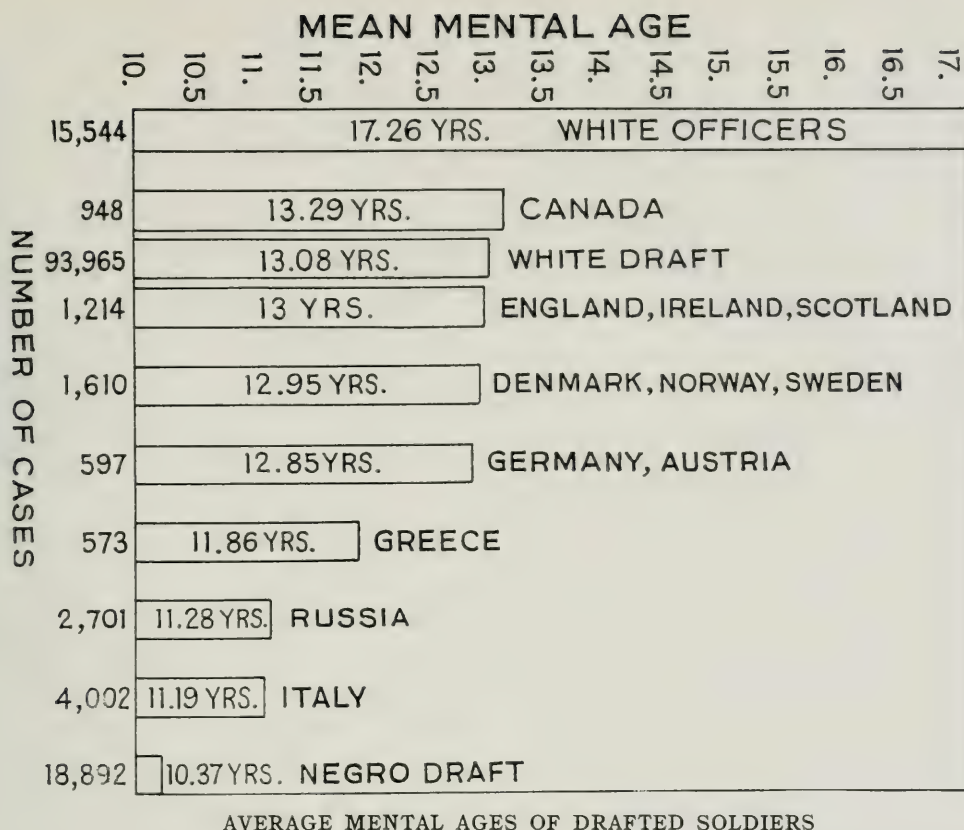 MEAN MENTAL AGE
10. 10.5 11. 11.5 12. 12.5 13. 13.5 14. 14.5 15. 15.5 16. 16.5 17.
NUMBER OF CASES
15,544 17.26 YRS. WHITE OFFICERS
948 13.29 YRS. CANADA
93,965 13.08 YRS. WHITE DRAFT
1,214 13 YRS. ENGLAND, IRELAND, SCOTLAND
1,610 12.95 YRS. DENMARK, NORWAY, SWEDEN
597 12.85 YRS. GERMANY, AUSTRIA
573 11.86 YRS. GREECE
2,701 11.28 YRS. RUSSIA
4,002 11.19 YRS. ITALY
18,892 10.37 YRS. NEGRO DRAFT
AVERAGE MENTAL AGES OF DRAFTED SOLDIERS